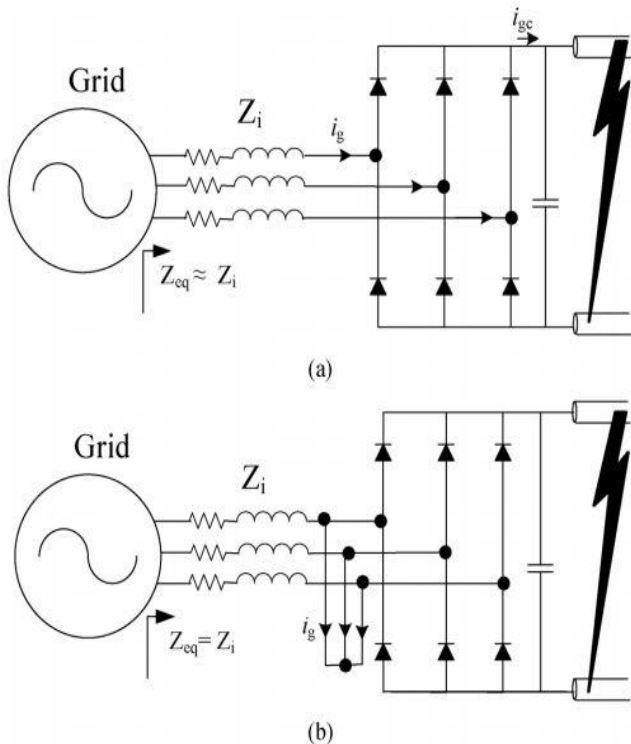 i_gc
Grid
Z_i
i_g
Z_eq ≈ Z_i
(a)
Grid
Z_i
i_g
Z_eq = Z_i
(b)